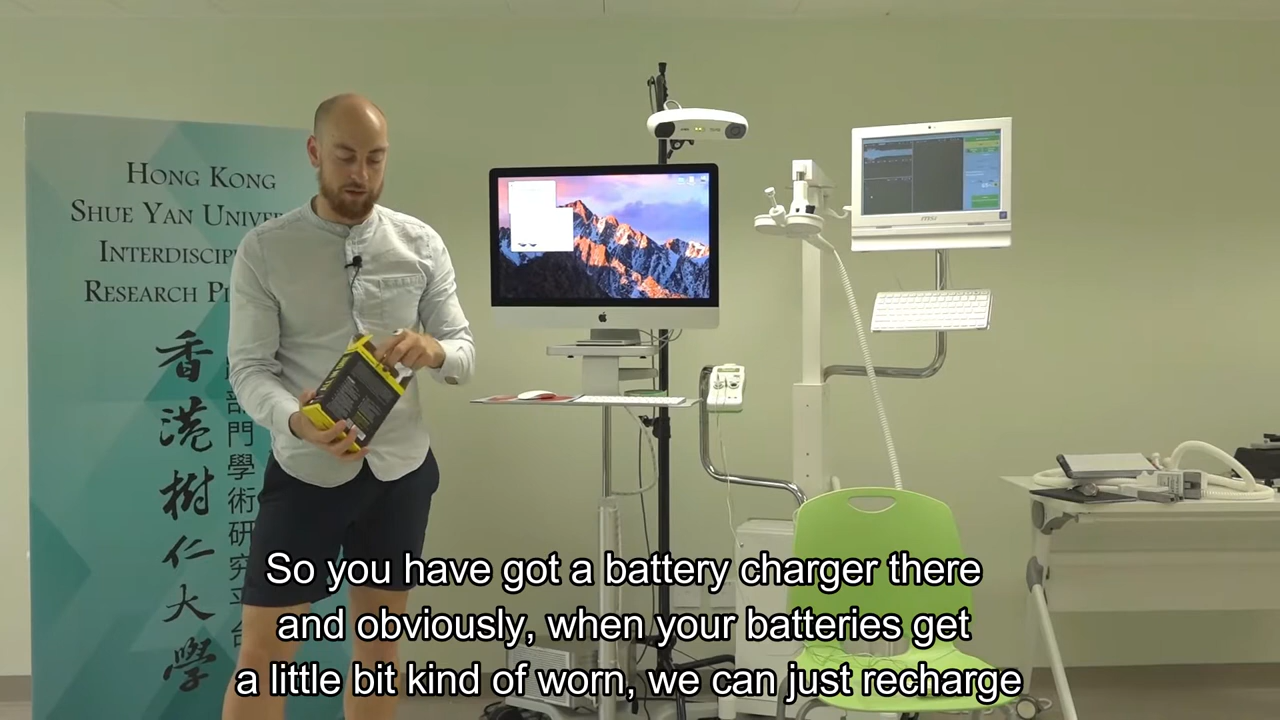 HONG KONG
SHUE YAN UNIVER
INTERDISCIP
RESEARCH P
香港樹仁大學
部門學術研究平台
msi
So you have got a battery charger there
and obviously, when your batteries get
a little bit kind of worn, we can just recharge